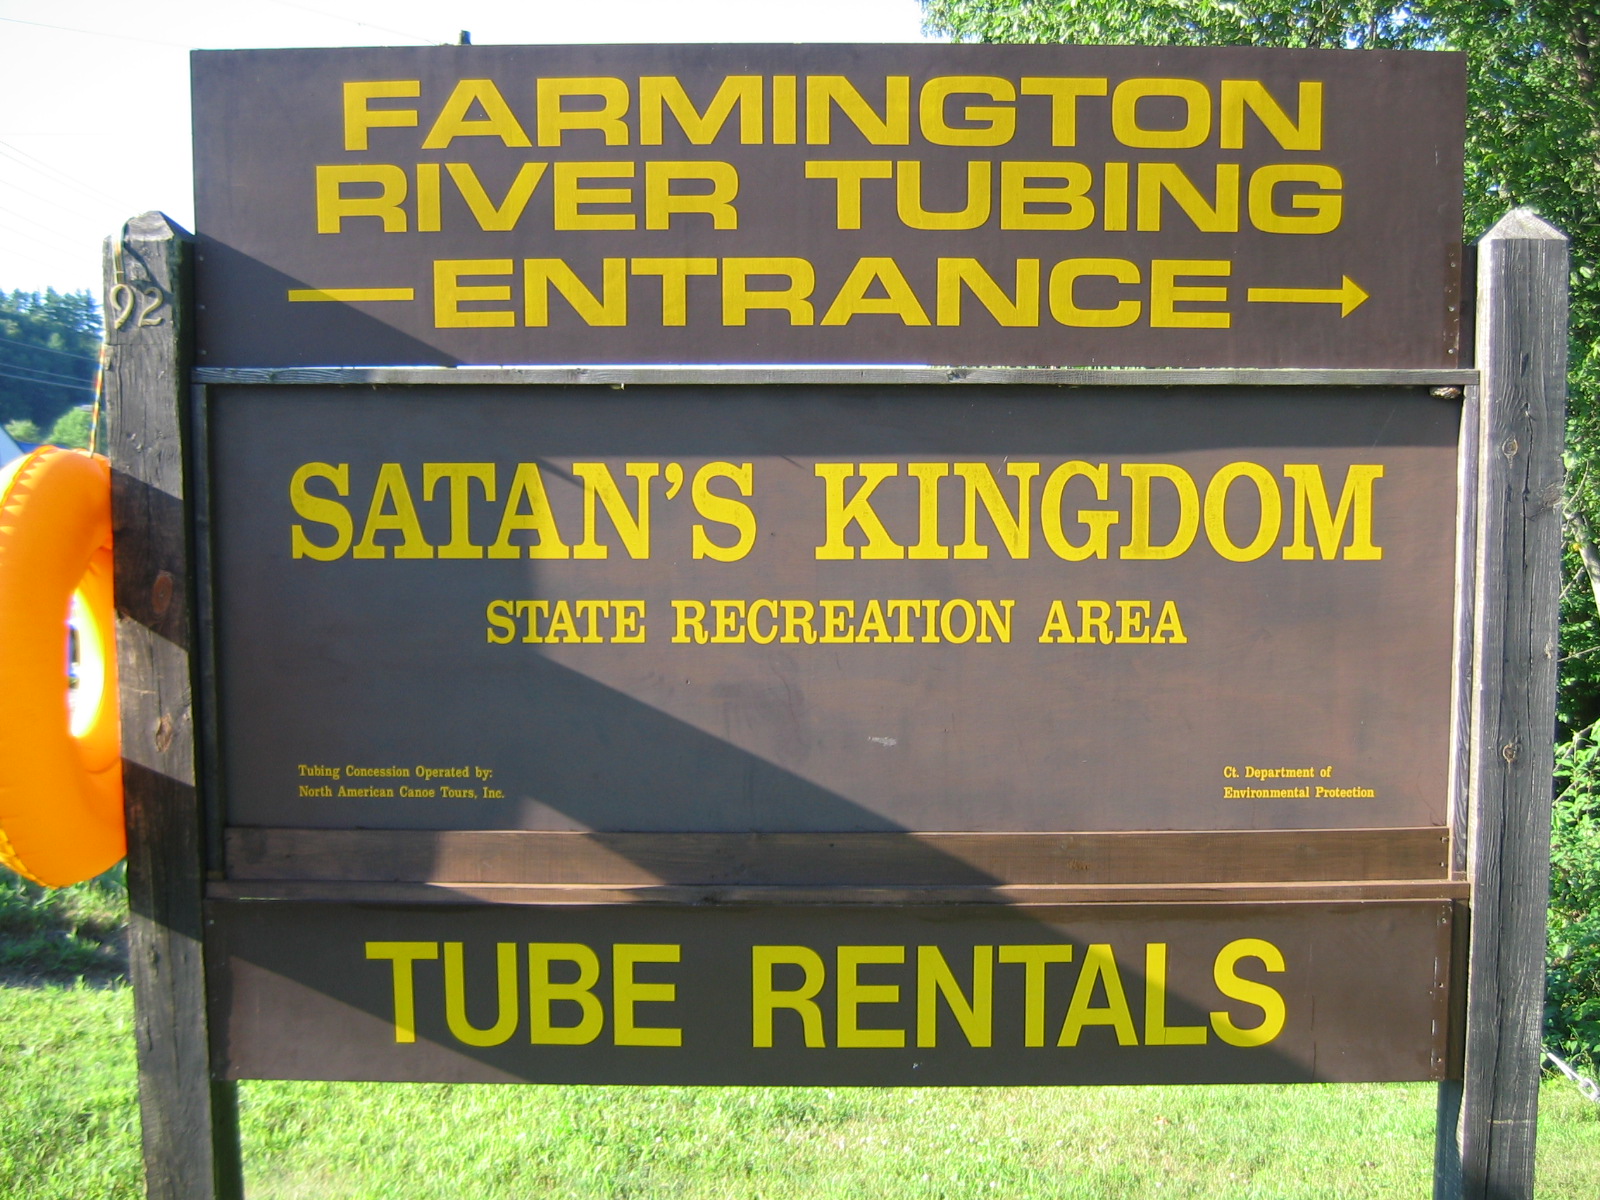 FARMINGTON
RIVER TUBING
ENTRANCE
92
SATAN'S KINGDOM
STATE RECREATION AREA
Tubing Concession Operated by:
North American Canoe Tours, Inc.
Ct. Department of
Environmental Protection
TUBE RENTALS